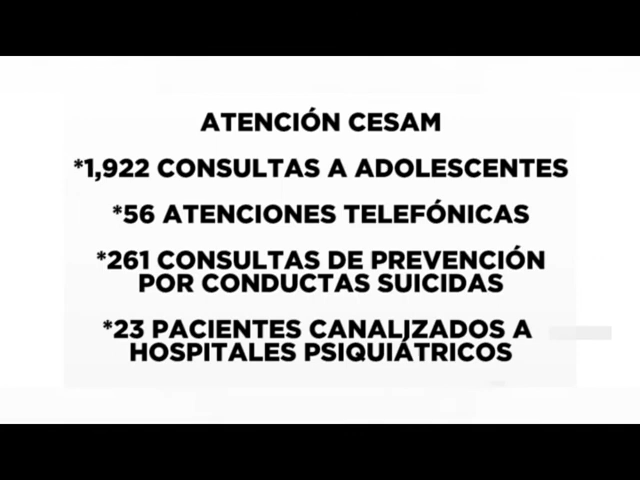 ATENCIÓN CESAM
*1,922 CONSULTAS A ADOLESCENTES
*56 ATENCIONES TELEFÓNICAS
*261 CONSULTAS DE PREVENCIÓN
POR CONDUCTAS SUICIDAS
*23 PACIENTES CANALIZADOS A
HOSPITALES PSIQUIÁTRICOS